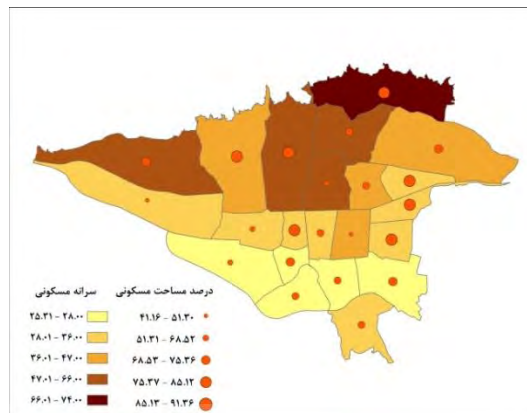 سرانه مسکونی
۲۵.۳۱ - ۲۸.۰۰
۲۸.۰۱ - ۳۶.۰۰
۳۶.۰۱ - ۴۷.۰۰
۴۷.۰۱ - ۶۶.۰۰
۶۶.۰۱ - ۷۴.۰۰
درصد مساحت مسکونی
۴۱.۱۶ - ۵۱.۳۰
۵۱.۳۱ - ۶۸.۵۲
۶۸.۵۳ - ۷۵.۳۶
۷۵.۳۷ - ۸۵.۱۲
۸۵.۱۳ - ۹۱.۳۶